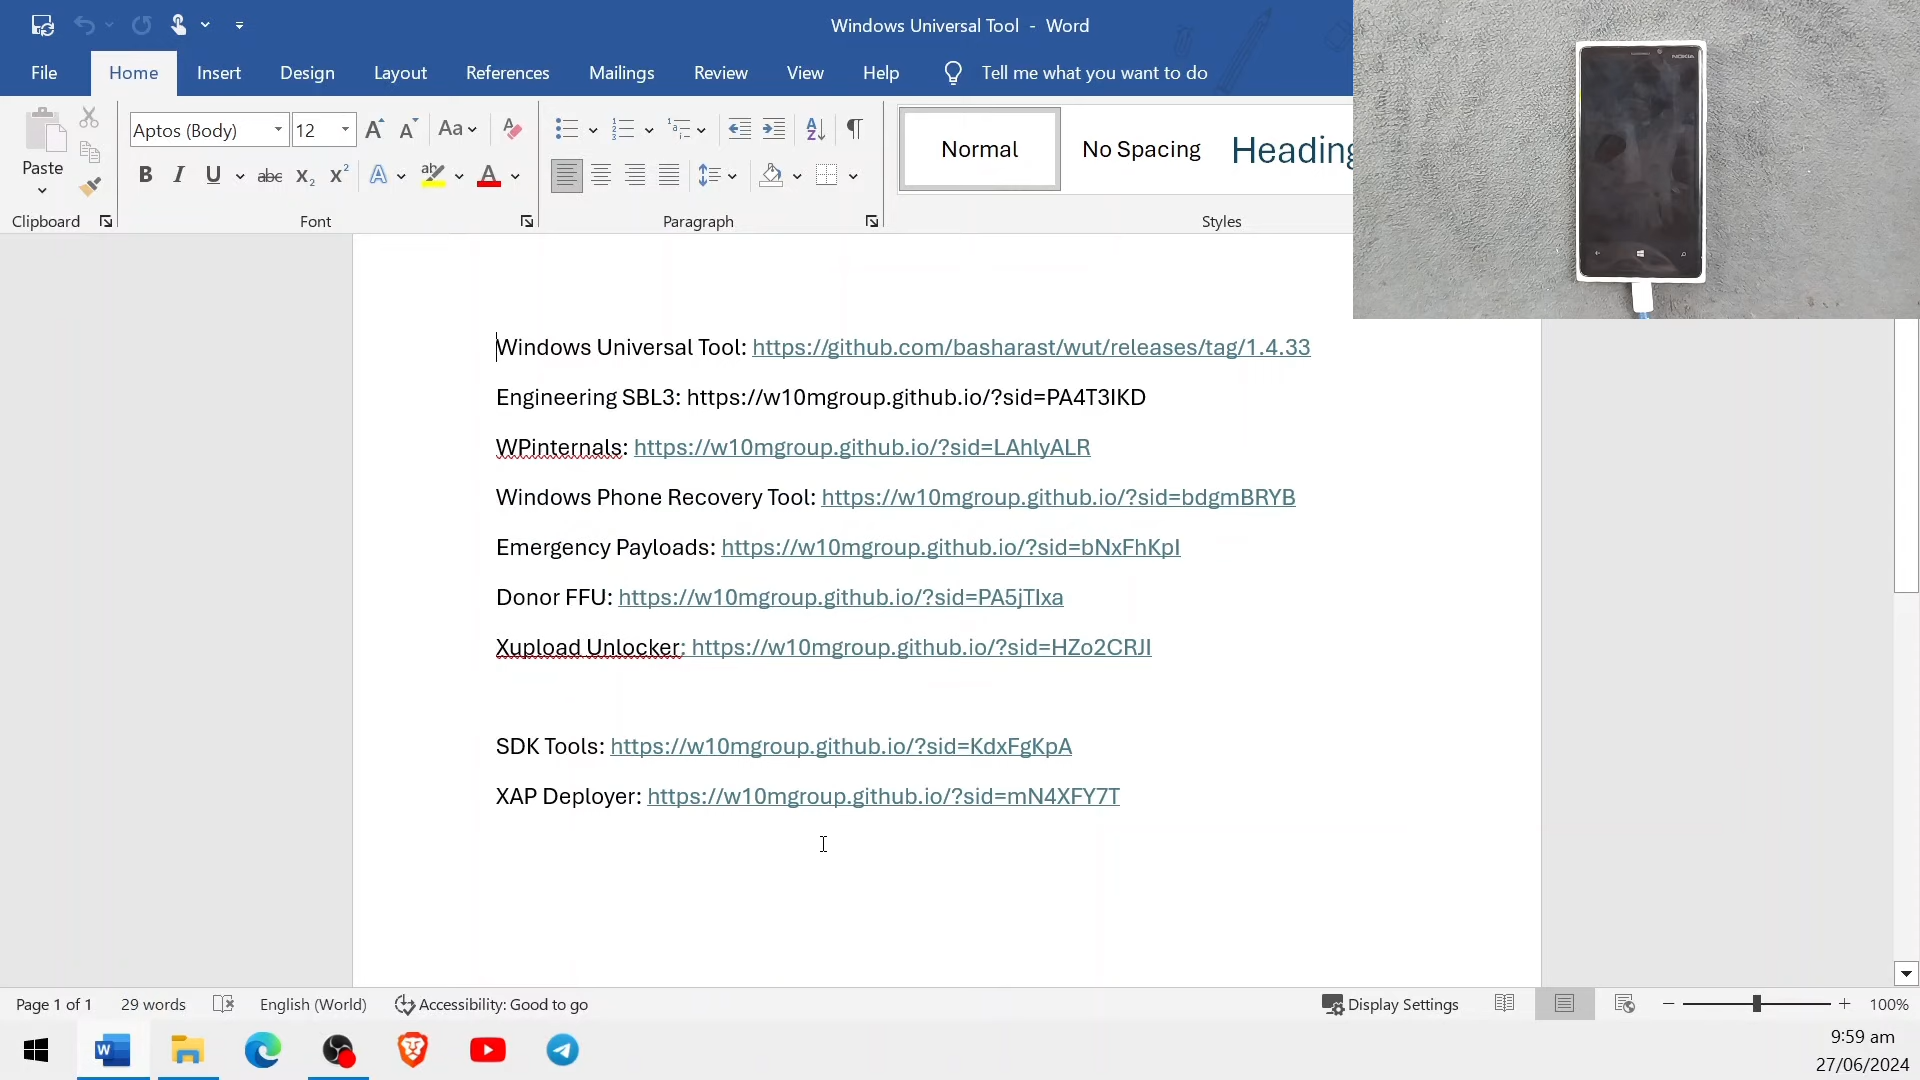 Windows Universal Tool - Word
File Home Insert Design Layout References Mailings Review View Help Tell me what you want to do
NOKIA
Paste
Aptos (Body) 12
Normal
No Spacing
Heading
Clipboard Font Paragraph Styles
Windows Universal Tool: https://github.com/basharast/wut/releases/tag/1.4.33
Engineering SBL3: https://w10mgroup.github.io/?sid=PA4T3IKD
WPinternals: https://w10mgroup.github.io/?sid=LAhlyALR
Windows Phone Recovery Tool: https://w10mgroup.github.io/?sid=bdgmBRYB
Emergency Payloads: https://w10mgroup.github.io/?sid=bNxFhKpI
Donor FFU: https://w10mgroup.github.io/?sid=PA5jTIxa
Xupload Unlocker: https://w10mgroup.github.io/?sid=HZo2CRJI
SDK Tools: https://w10mgroup.github.io/?sid=KdxFgKpA
XAP Deployer: https://w10mgroup.github.io/?sid=mN4XFY7T
Page 1 of 1 29 words English (World) Accessibility: Good to go Display Settings 100%
9:59 am
27/06/2024